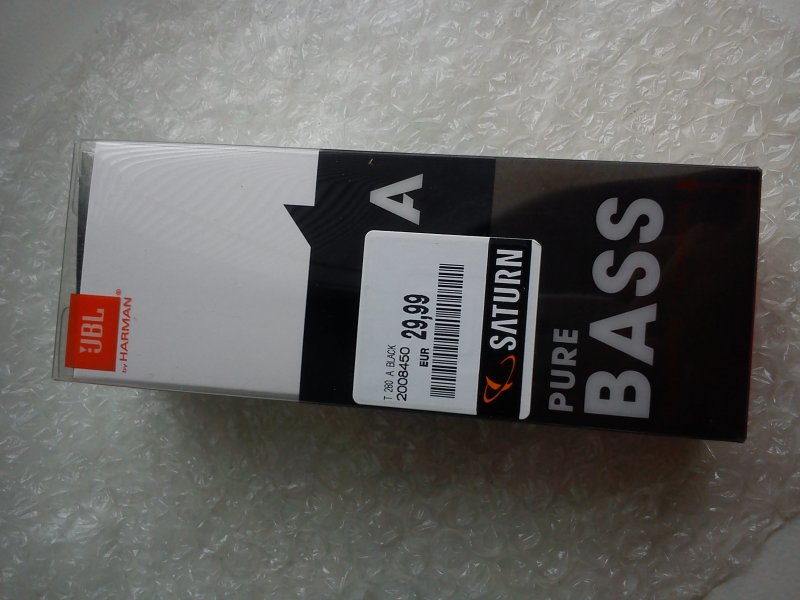 JBL
by HARMAN®
A
T 280 A BLACK
2008450
EUR 29,99
SATURN
PURE
BASS